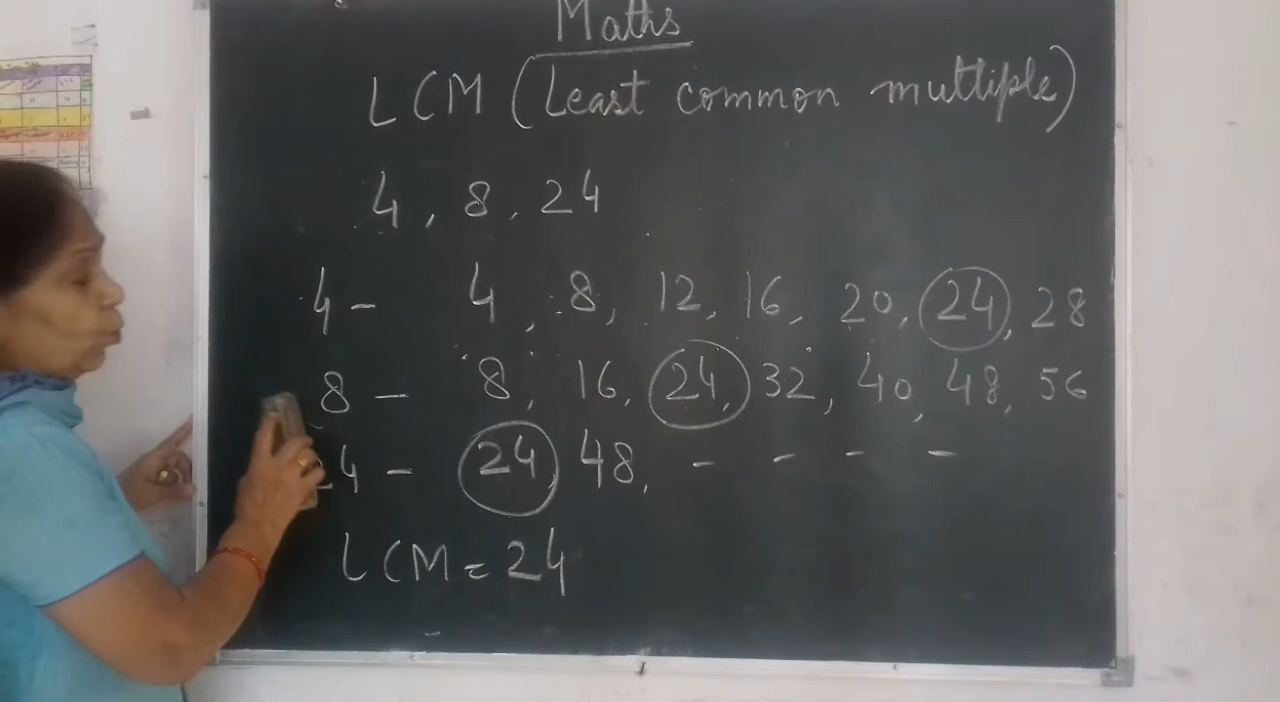 Maths
LCM (Least common multiple)
4, 8, 24
4 - 4, 8, 12, 16, 20, 24, 28
8 - 8, 16, 24, 32, 40, 48, 56
24 - 24, 48, - - - -
LCM = 24